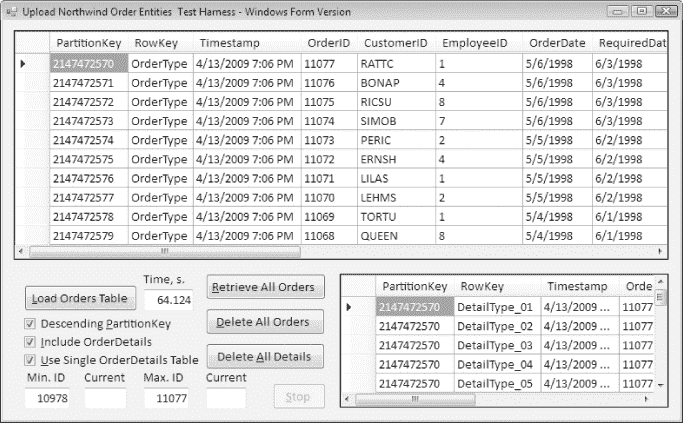 Upload Northwind Order Entities Test Harness - Windows Form Version
PartitionKey RowKey Timestamp OrderID CustomerID EmployeeID OrderDate RequiredDat
2147472570 OrderType 4/13/2009 7:06 PM 11077 RATTC 1 5/6/1998 6/3/1998
2147472571 OrderType 4/13/2009 7:06 PM 11076 BONAP 4 5/6/1998 6/3/1998
2147472572 OrderType 4/13/2009 7:06 PM 11075 RICSU 8 5/6/1998 6/3/1998
2147472573 OrderType 4/13/2009 7:06 PM 11074 SIMOB 7 5/6/1998 6/3/1998
2147472574 OrderType 4/13/2009 7:06 PM 11073 PERIC 2 5/5/1998 6/2/1998
2147472575 OrderType 4/13/2009 7:06 PM 11072 ERNSH 4 5/5/1998 6/2/1998
2147472576 OrderType 4/13/2009 7:06 PM 11071 LILAS 1 5/5/1998 6/2/1998
2147472577 OrderType 4/13/2009 7:06 PM 11070 LEHMS 2 5/5/1998 6/2/1998
2147472578 OrderType 4/13/2009 7:06 PM 11069 TORTU 1 5/4/1998 6/1/1998
2147472579 OrderType 4/13/2009 7:06 PM 11068 QUEEN 8 5/4/1998 6/1/1998
Time, s.
Load Orders Table 64.124
Descending PartitionKey
Include OrderDetails
Use Single OrderDetails Table
Min. ID Current Max. ID Current
10978 11077
Retrieve All Orders
Delete All Orders
Delete All Details
Stop
PartitionKey RowKey Timestamp Orde
2147472570 DetailType_01 4/13/2009 ... 11077
2147472570 DetailType_02 4/13/2009 ... 11077
2147472570 DetailType_03 4/13/2009 ... 11077
2147472570 DetailType_04 4/13/2009 ... 11077
2147472570 DetailType_05 4/13/2009 ... 11077